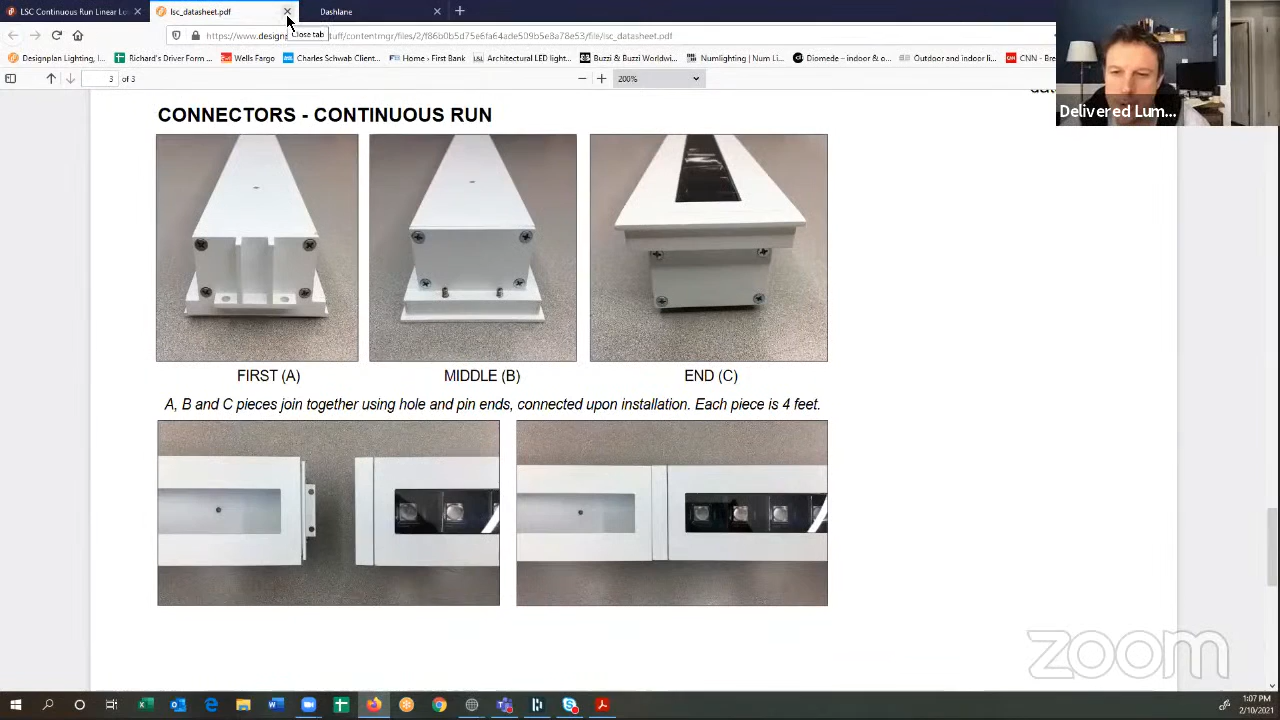 LSC Continuous Run Linear Lo
lsc_datasheet.pdf
Dashlane
Close tab
Designplan Lighting, I...
Richard's Driver Form ...
Wells Fargo
Charles Schwab Client...
Home › First Bank
Architectural LED light...
Buzzi & Buzzi Worldwi...
Numlighting ( Num Li...
Diomede – indoor & o...
Outdoor and indoor li...
CNN - Bre
3 of 3
200%
Delivered Lum...
CONNECTORS - CONTINUOUS RUN
FIRST (A)
MIDDLE (B)
END (C)
A, B and C pieces join together using hole and pin ends, connected upon installation. Each piece is 4 feet.
zoom
1:07 PM
2/10/2021